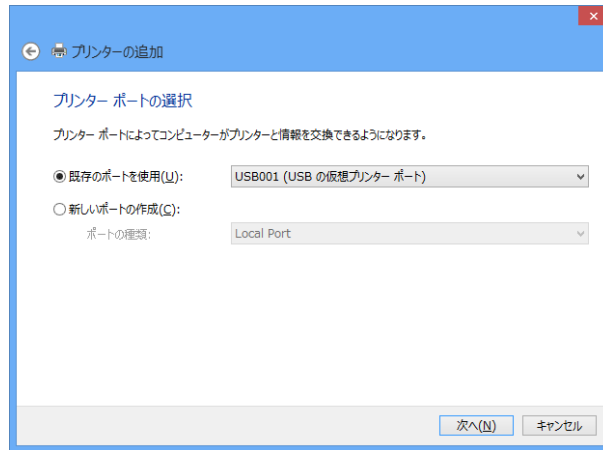 プリンターの追加
プリンター ポートの選択
プリンター ポートによってコンピューターがプリンターと情報を交換できるようになります。
既存のポートを使用(U): USB001 (USB の仮想プリンター ポート)
新しいポートの作成(C):
ポートの種類: Local Port
次へ(N) キャンセル